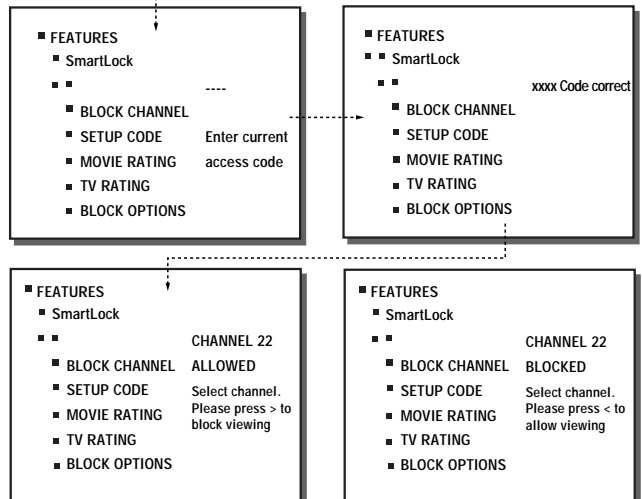 FEATURES
SmartLock
----
BLOCK CHANNEL
SETUP CODE Enter current
MOVIE RATING access code
TV RATING
BLOCK OPTIONS
FEATURES
SmartLock
xxxx Code correct
BLOCK CHANNEL
SETUP CODE
MOVIE RATING
TV RATING
BLOCK OPTIONS
FEATURES
SmartLock
CHANNEL 22
BLOCK CHANNEL ALLOWED
SETUP CODE Select channel.
Please press > to
MOVIE RATING block viewing
TV RATING
BLOCK OPTIONS
FEATURES
SmartLock
CHANNEL 22
BLOCK CHANNEL BLOCKED
SETUP CODE Select channel.
Please press < to
MOVIE RATING allow viewing
TV RATING
BLOCK OPTIONS